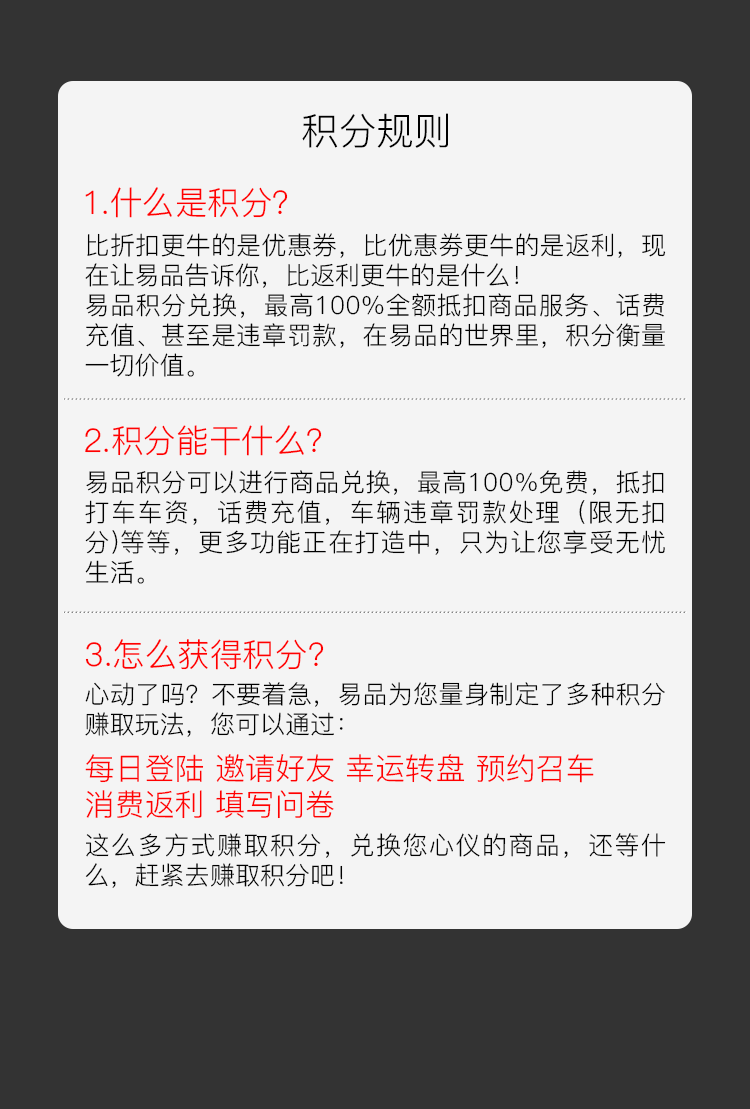 积分规则
1.什么是积分？
比折扣更牛的是优惠券，比优惠券更牛的是返利，现
在让易品告诉你，比返利更牛的是什么！
易品积分兑换，最高100%全额抵扣商品服务、话费
充值、甚至是违章罚款，在易品的世界里，积分衡量
一切价值。
2.积分能干什么？
易品积分可以进行商品兑换，最高100%免费，抵扣
打车车资，话费充值，车辆违章罚款处理（限无扣
分)等等，更多功能正在打造中，只为让您享受无忧
生活。
3.怎么获得积分？
心动了吗？不要着急，易品为您量身制定了多种积分
赚取玩法，您可以通过：
每日登陆 邀请好友 幸运转盘 预约召车
消费返利 填写问卷
这么多方式赚取积分，兑换您心仪的商品，还等什
么，赶紧去赚取积分吧！